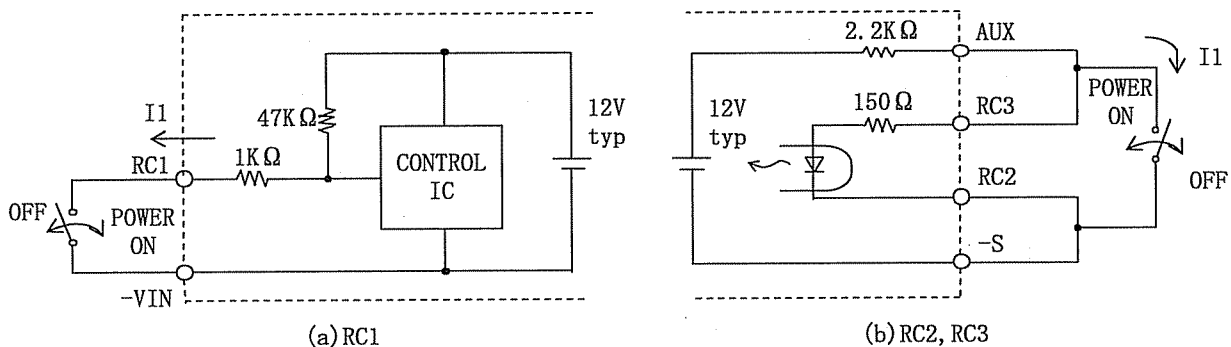 I1
47KΩ
12V
typ
RC1
1KΩ
CONTROL
IC
OFF
POWER
ON
-VIN
(a)RC1
2.2KΩ
AUX
I1
12V
typ
150Ω
POWER
ON
RC3
RC2
OFF
-S
(b)RC2, RC3